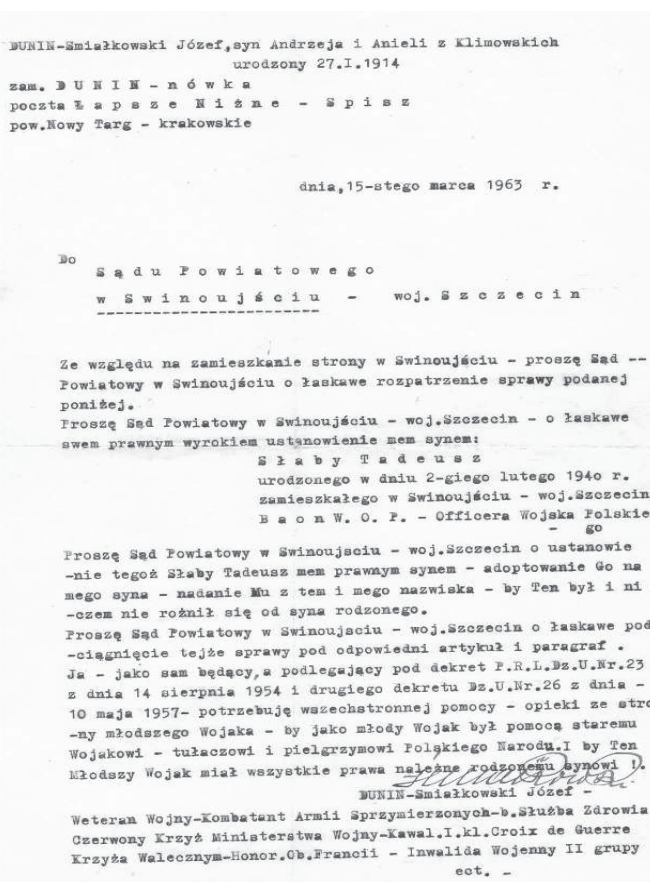 DUNIN-Smiałkowski Józef,syn Andrzeja i Anieli z Klimowskich
urodzony 27.I.1914
zam. D U N I N - n ó w k a
poczta Ł a p s z e  N i ż n e  -  S p i s z
pow.Nowy Targ - krakowskie
dnia,15-stego marca 1963  r.
Do
S ą d u  P o w i a t o w e g o
w  S w i n o u j ś c i u  -  woj. S z c z e c i n
-----------------------
Ze względu na zamieszkanie strony w Swinoujściu - proszę Sąd --
Powiatowy w Swinoujściu o łaskawe rozpatrzenie sprawy podanej
poniżej.
Proszę Sąd Powiatowy w Swinoujściu - woj.Szczecin - o łaskawe
swem prawnym wyrokiem ustanowienie mem synem:
S ł a b y  T a d e u s z
urodzonego w dniu 2-giego lutego 194o r.
zamieszkałego w Swinoujściu - woj.Szczecin
B a o n W. O. P. - Officera Wojska Polskie
- go
Proszę Sąd Powiatowy w Swinoujsciu - woj.Szczecin o ustanowie
-nie tegoż Słaby Tadeusz mem prawnym synem - adoptowanie Go na
mego syna - nadanie Mu z tem i mego nazwiska - by Ten był i ni
-czem nie rożnił się od syna rodzonego.
Proszę Sąd Powiatowy w Swinoujsciu - woj.Szczecin o łaskawe pod
-ciągnięcie tejże sprawy pod odpowiedni artykuł i paragraf .
Ja - jako sam będący,a podlegający pod dekret P.R.L.Dz.U.Nr.23
z dnia 14 sierpnia 1954 i drugiego dekretu Dz.U.Nr.26 z dnia -
10 maja 1957- potrzebuję wszechstronnej pomocy - opieki ze stro
-ny młodszego Wojaka - by jako młody Wojak był pomocą staremu
Wojakowi - tułaczowi i pielgrzymowi Polskiego Narodu.I by Ten
Młodszy Wojak miał wszystkie prawa należne rodzonemu synowi !.
DUNIN-Smiałkowski Józef -
Weteran Wojny-Kombatant Armii Sprzymierzonych-b.Służba Zdrowia
Czerwony Krzyż Ministerstwa Wojny-Kawal.I.kl.Croix de Guerre
Krzyża Walecznym-Honor.Ob.Francii - Inwalida Wojenny II grupy
ect. -